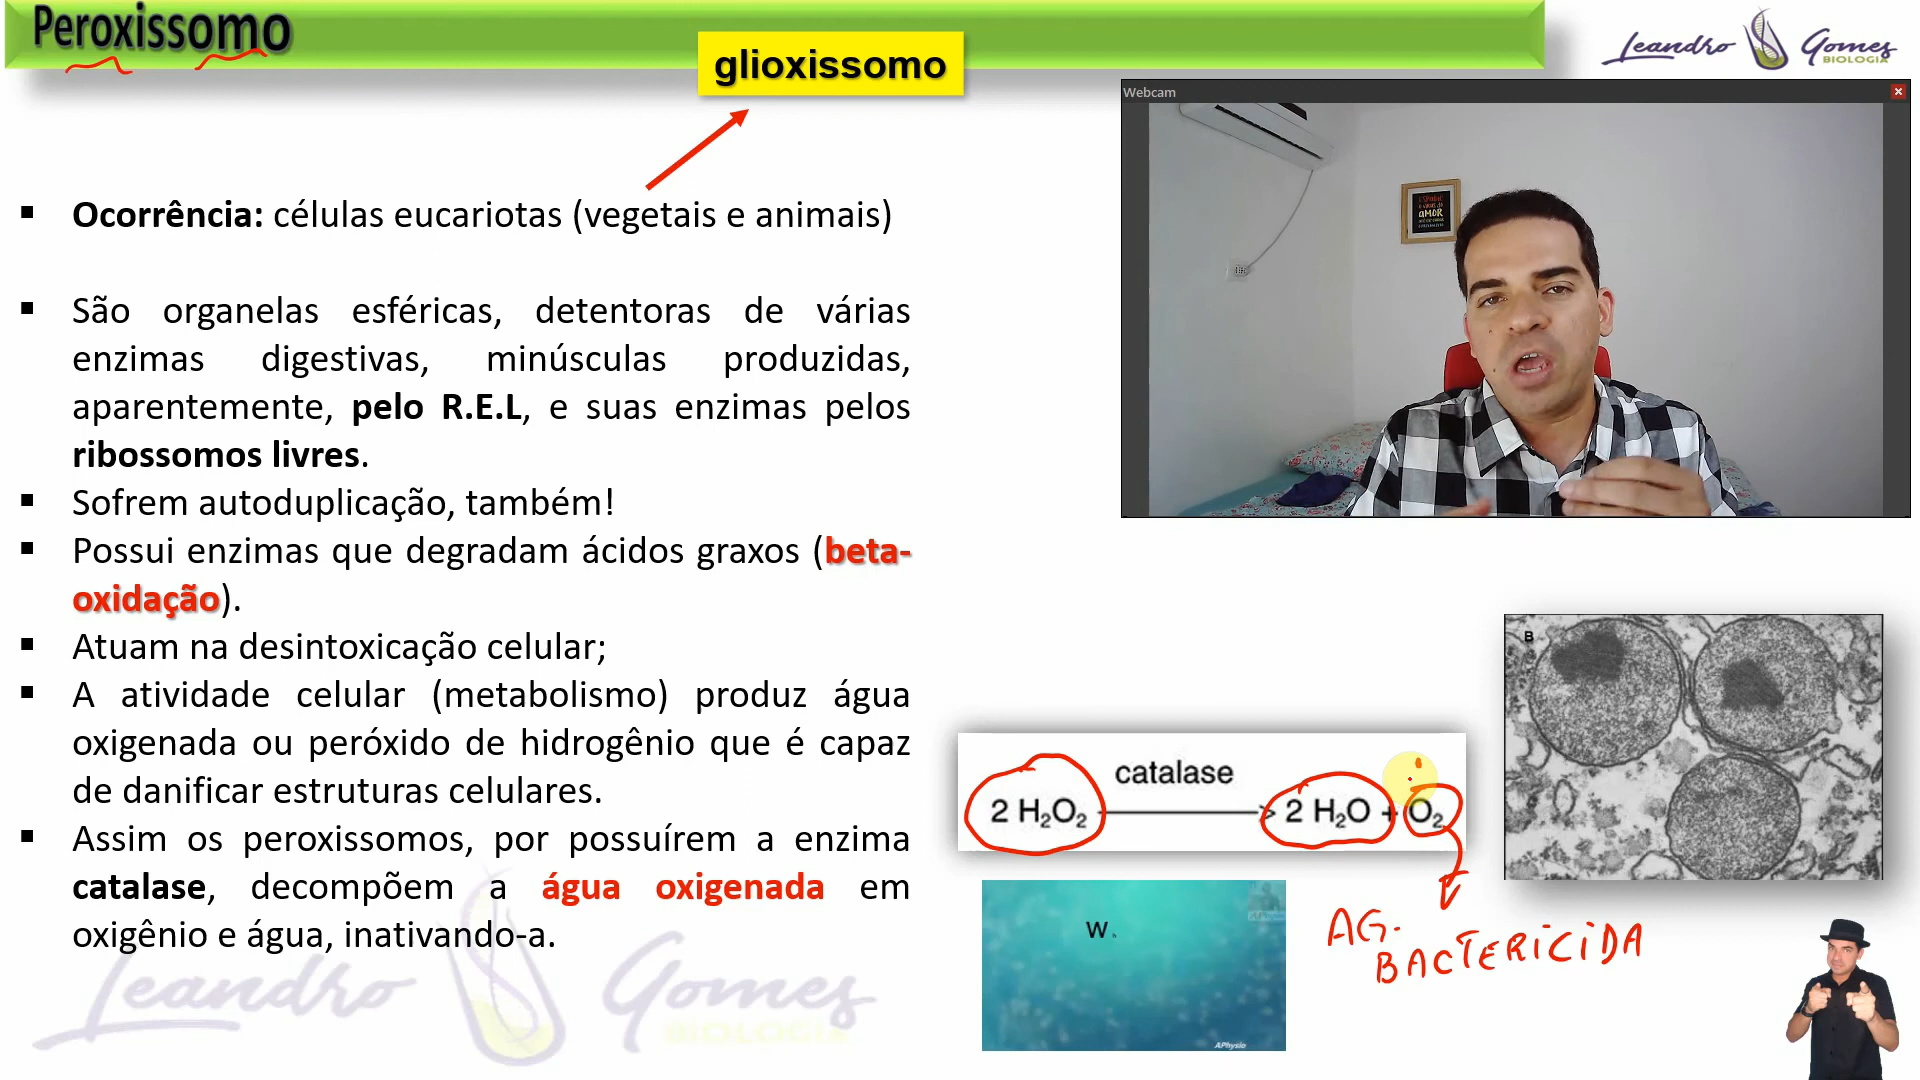 Peroxissomo
glioxissomo
Leandro Gomes
BIOLOGIA
Webcam
▪ Ocorrência: células eucariotas (vegetais e animais)
▪ São organelas esféricas, detentoras de várias
enzimas digestivas, minúsculas produzidas,
aparentemente, pelo R.E.L, e suas enzimas pelos
ribossomos livres.
▪ Sofrem autoduplicação, também!
▪ Possui enzimas que degradam ácidos graxos (beta-
oxidação).
▪ Atuam na desintoxicação celular;
▪ A atividade celular (metabolismo) produz água
oxigenada ou peróxido de hidrogênio que é capaz
de danificar estruturas celulares.
▪ Assim os peroxissomos, por possuírem a enzima
catalase, decompõem a água oxigenada em
oxigênio e água, inativando-a.
AMOR
B
catalase
2 H₂O₂ → 2 H₂O + O₂
W
APhysio
AG.
BACTERICIDA
Leandro Gomes
BIOLOGIA